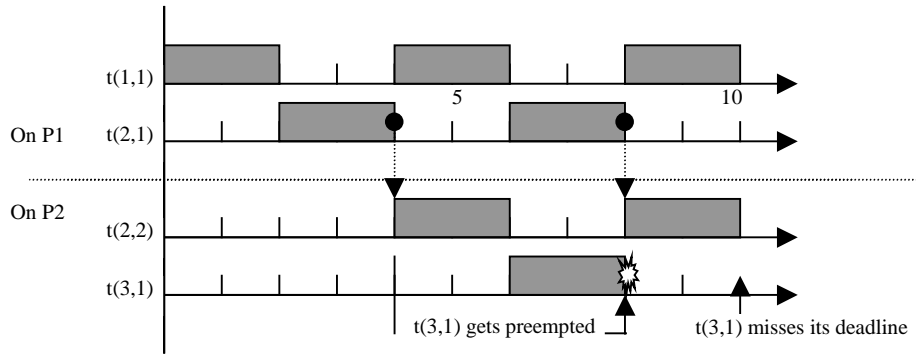 t(1,1)
5
10
On P1
t(2,1)
On P2
t(2,2)
t(3,1)
t(3,1) gets preempted
t(3,1) misses its deadline